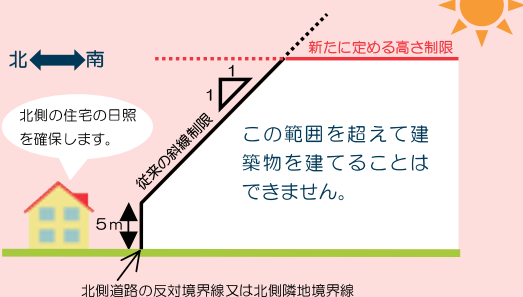 新たに定める高さ制限
北 南
1
1
北側の住宅の日照
を確保します。
従来の斜線制限
この範囲を超えて建
築物を建てることは
できません。
5m
北側道路の反対境界線又は北側隣地境界線